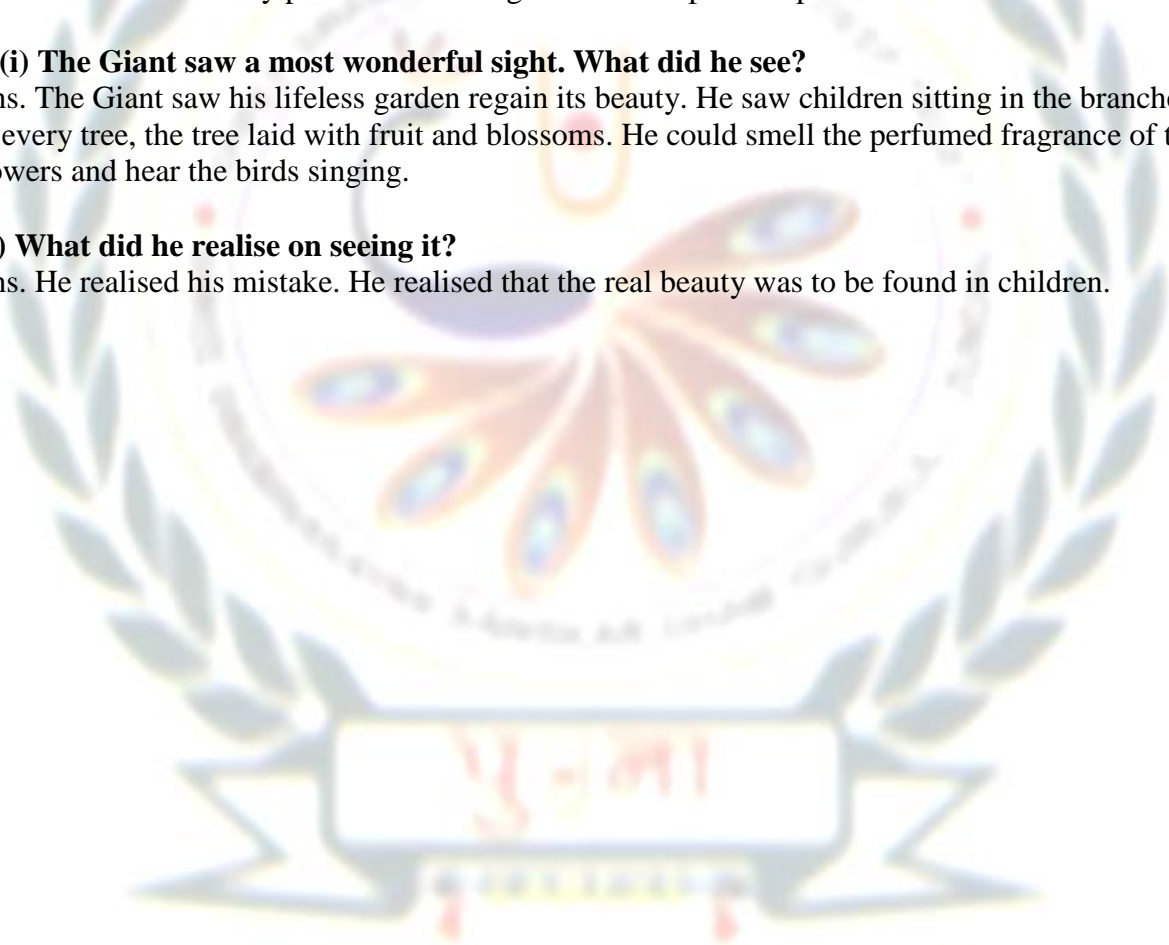 (i) The Giant saw a most wonderful sight. What did he see?
ns. The Giant saw his lifeless garden regain its beauty. He saw children sitting in the branche
every tree, the tree laid with fruit and blossoms. He could smell the perfumed fragrance of t
owers and hear the birds singing.
) What did he realise on seeing it?
ns. He realised his mistake. He realised that the real beauty was to be found in children.